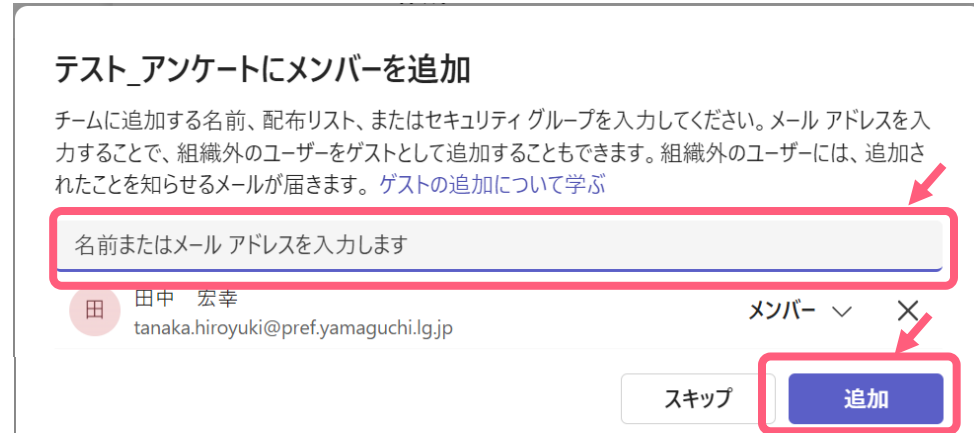 テスト_アンケートにメンバーを追加
チームに追加する名前、配布リスト、またはセキュリティ グループを入力してください。メール アドレスを入
力することで、組織外のユーザーをゲストとして追加することもできます。組織外のユーザーには、追加さ
れたことを知らせるメールが届きます。 ゲストの追加について学ぶ
名前またはメール アドレスを入力します
田 田中　宏幸 メンバー
tanaka.hiroyuki@pref.yamaguchi.lg.jp
スキップ 追加